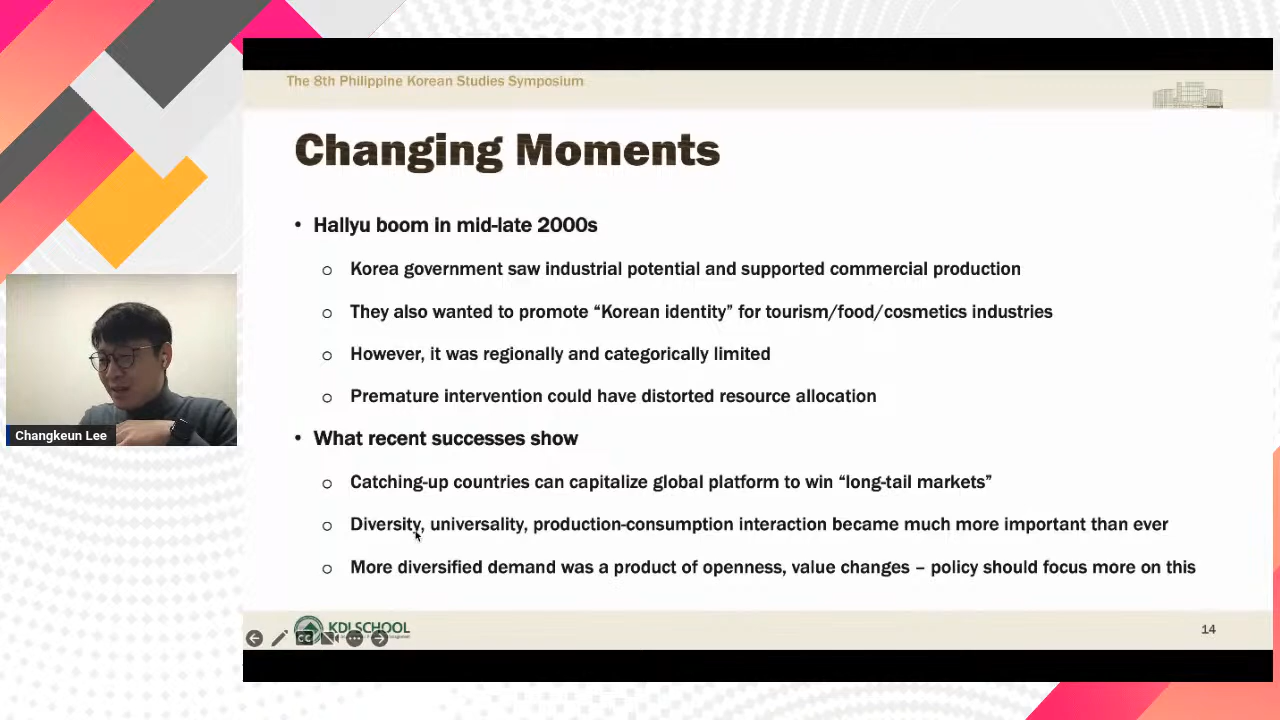 The 8th Philippine Korean Studies Symposium
Changing Moments
• Hallyu boom in mid-late 2000s
o Korea government saw industrial potential and supported commercial production
o They also wanted to promote “Korean identity” for tourism/food/cosmetics industries
o However, it was regionally and categorically limited
o Premature intervention could have distorted resource allocation
• What recent successes show
o Catching-up countries can capitalize global platform to win “long-tail markets”
o Diversity, universality, production-consumption interaction became much more important than ever
o More diversified demand was a product of openness, value changes – policy should focus more on this
Changkeun Lee
KDI SCHOOL
CC
14